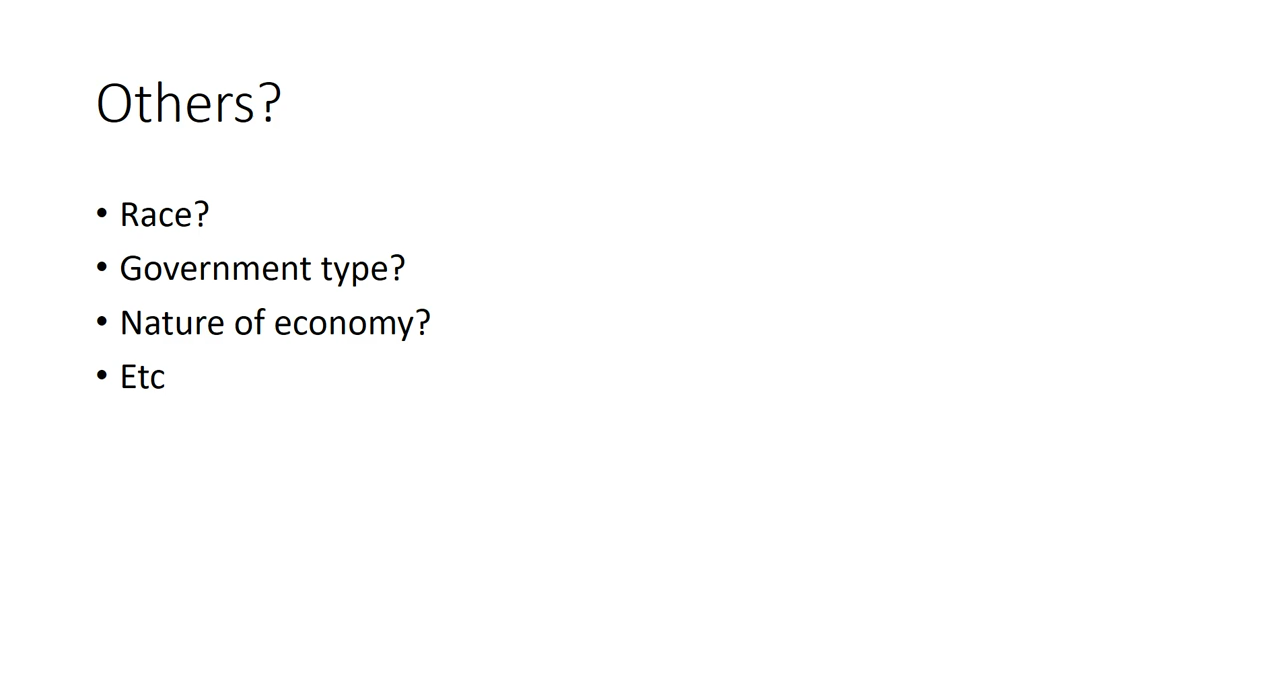 Others?
• Race?
• Government type?
• Nature of economy?
• Etc